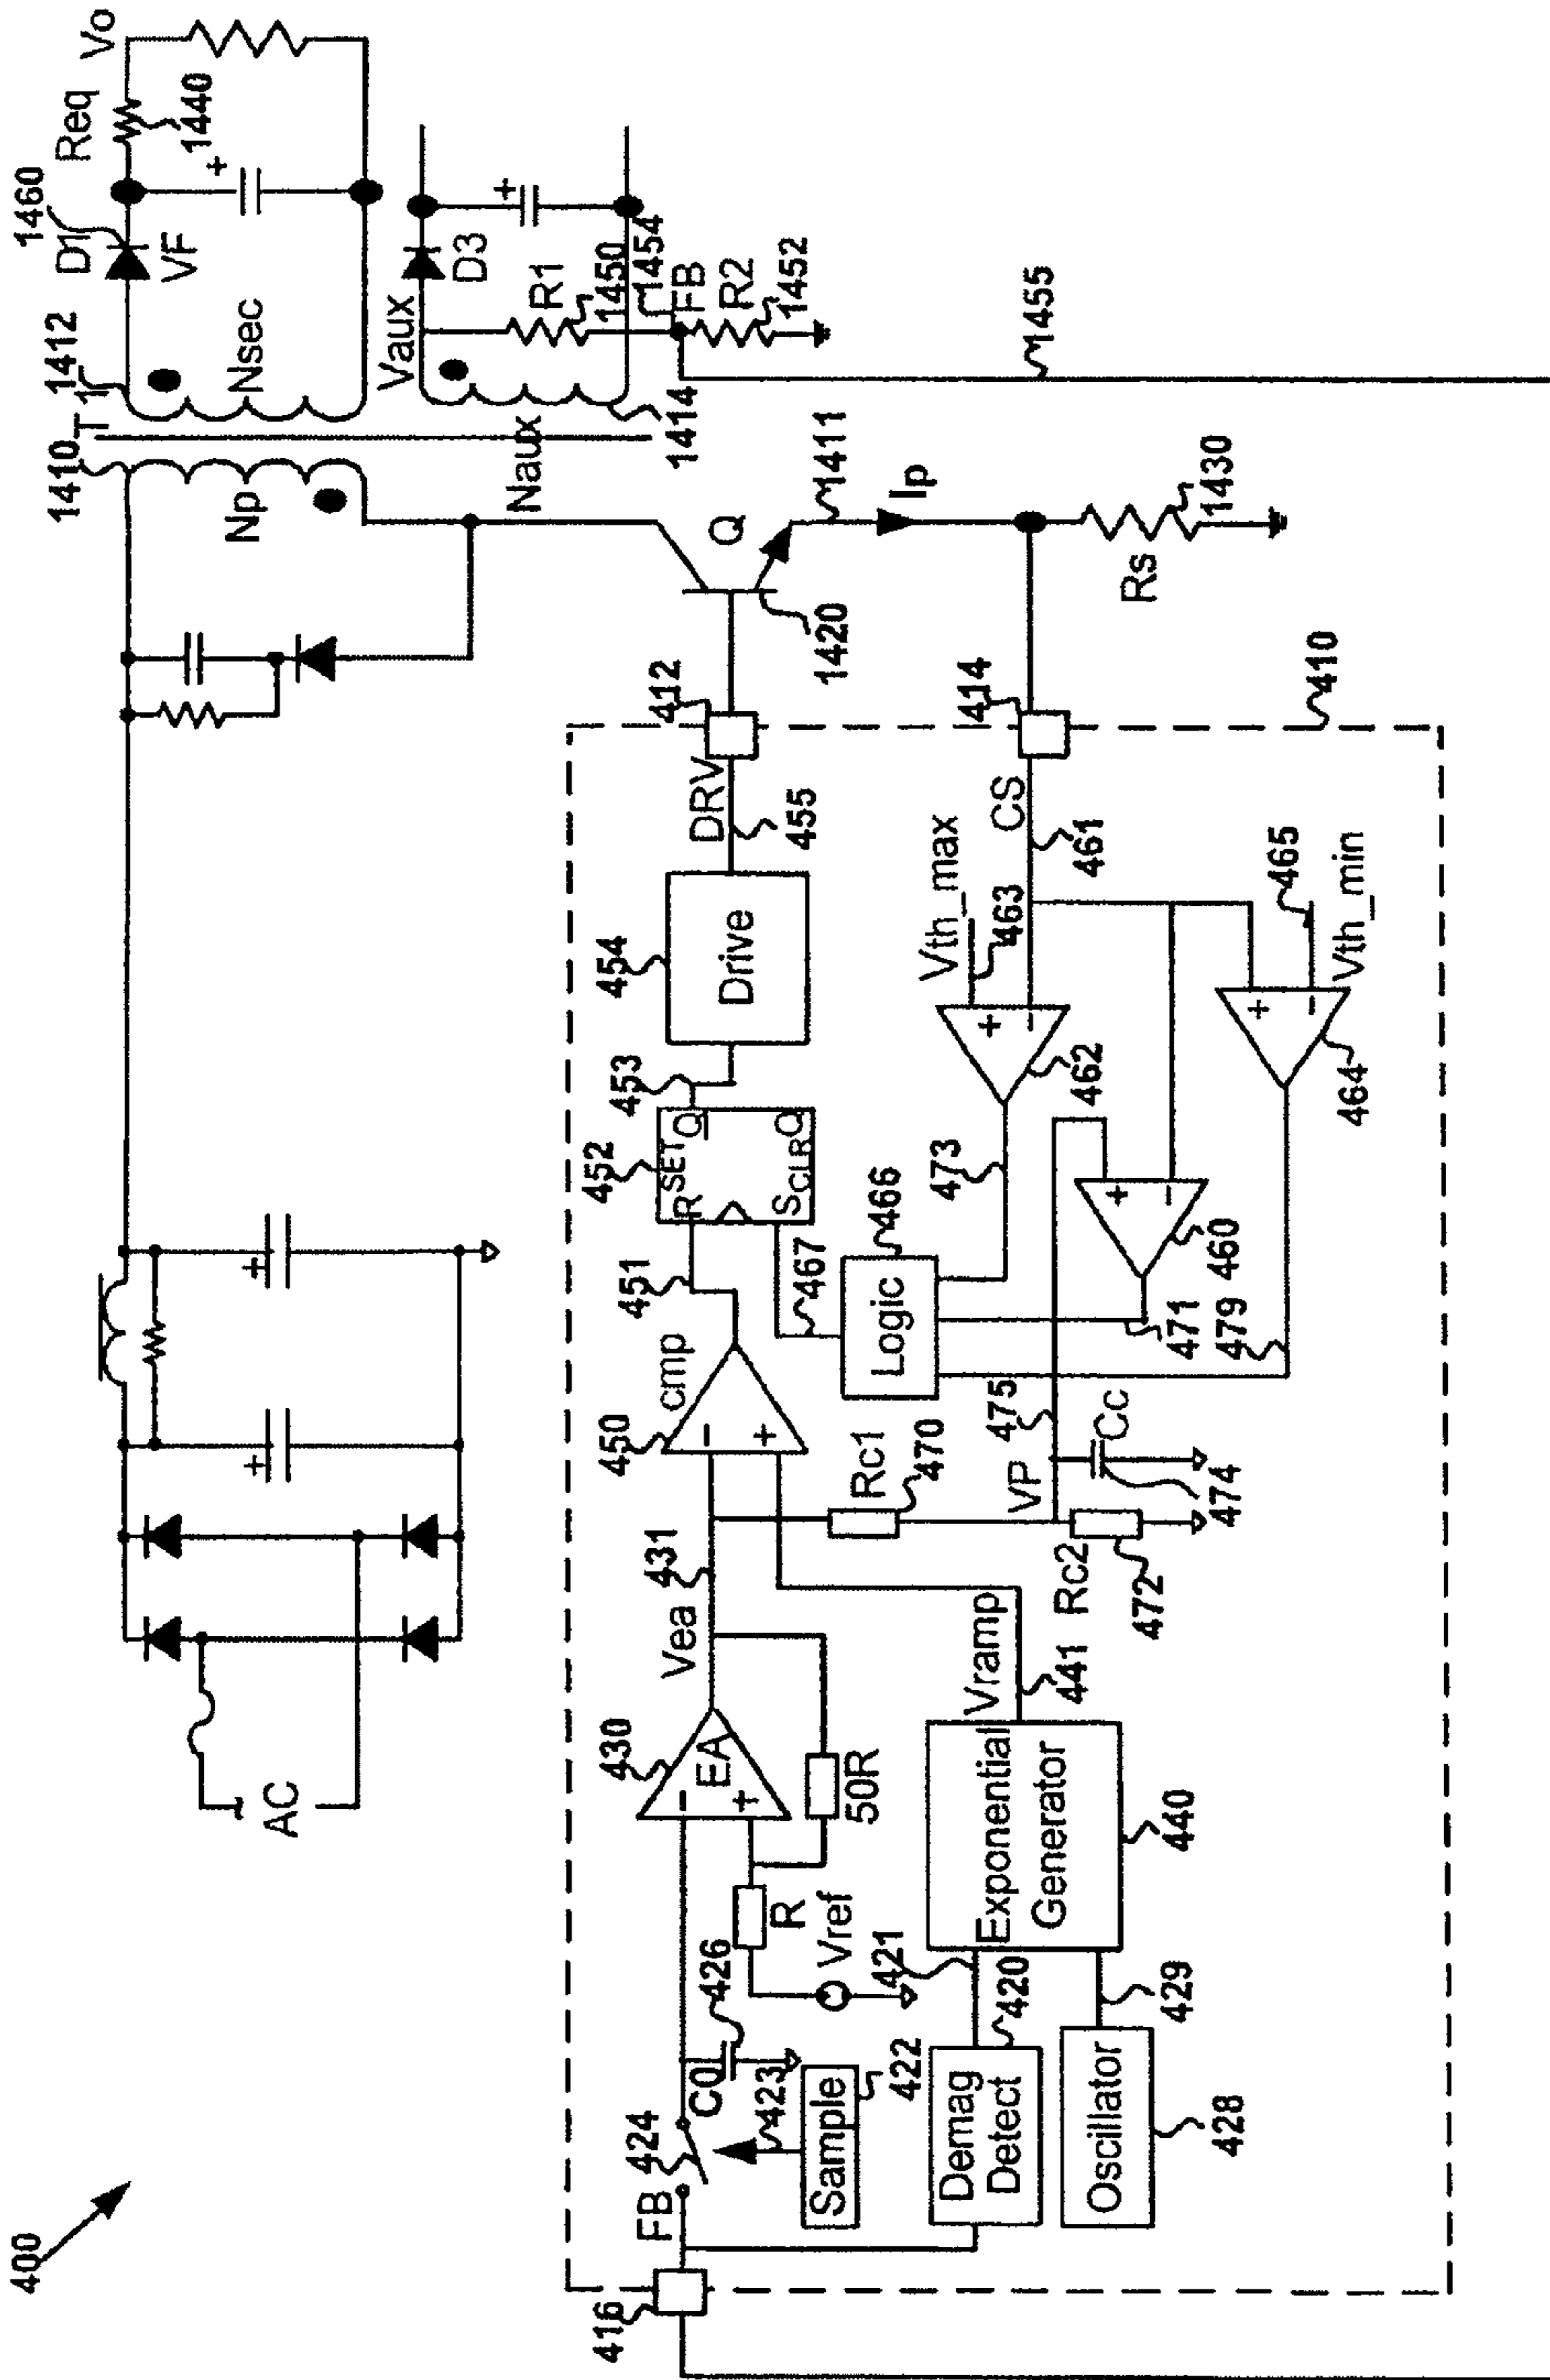 400
AC
1410
T1
1412
1460
D1
VF
Req
1440
Vo
Np
Nsec
Naux
Vaux
D3
R1
1450
1454
FB
R2
1452
1414
1455
Q
1420
1411
Ip
Rs
1430
410
412
414
416
FB
424
C0
426
423
Sample
422
R
Vref
430
EA
50R
Vea
431
450
cmp
451
452
R
SET
Q
S
CLR
Q
453
454
Drive
DRV
455
467
Logic
466
473
Vth_max
463
462
CS
461
465
Vth_min
464
460
471
479
475
VP
Cc
474
Rc1
470
Rc2
472
Vramp
441
Exponential
Generator
440
421
420
Demag
Detect
429
Oscillator
428